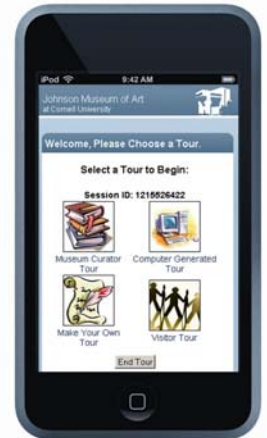 iPod 9:42 AM
Johnson Museum of Art
at Cornell University
Welcome, Please Choose a Tour.
Select a Tour to Begin:
Session ID: 1215526422
Museum Curator
Tour
Computer Generated
Tour
Make Your Own
Tour
Visitor Tour
End Tour